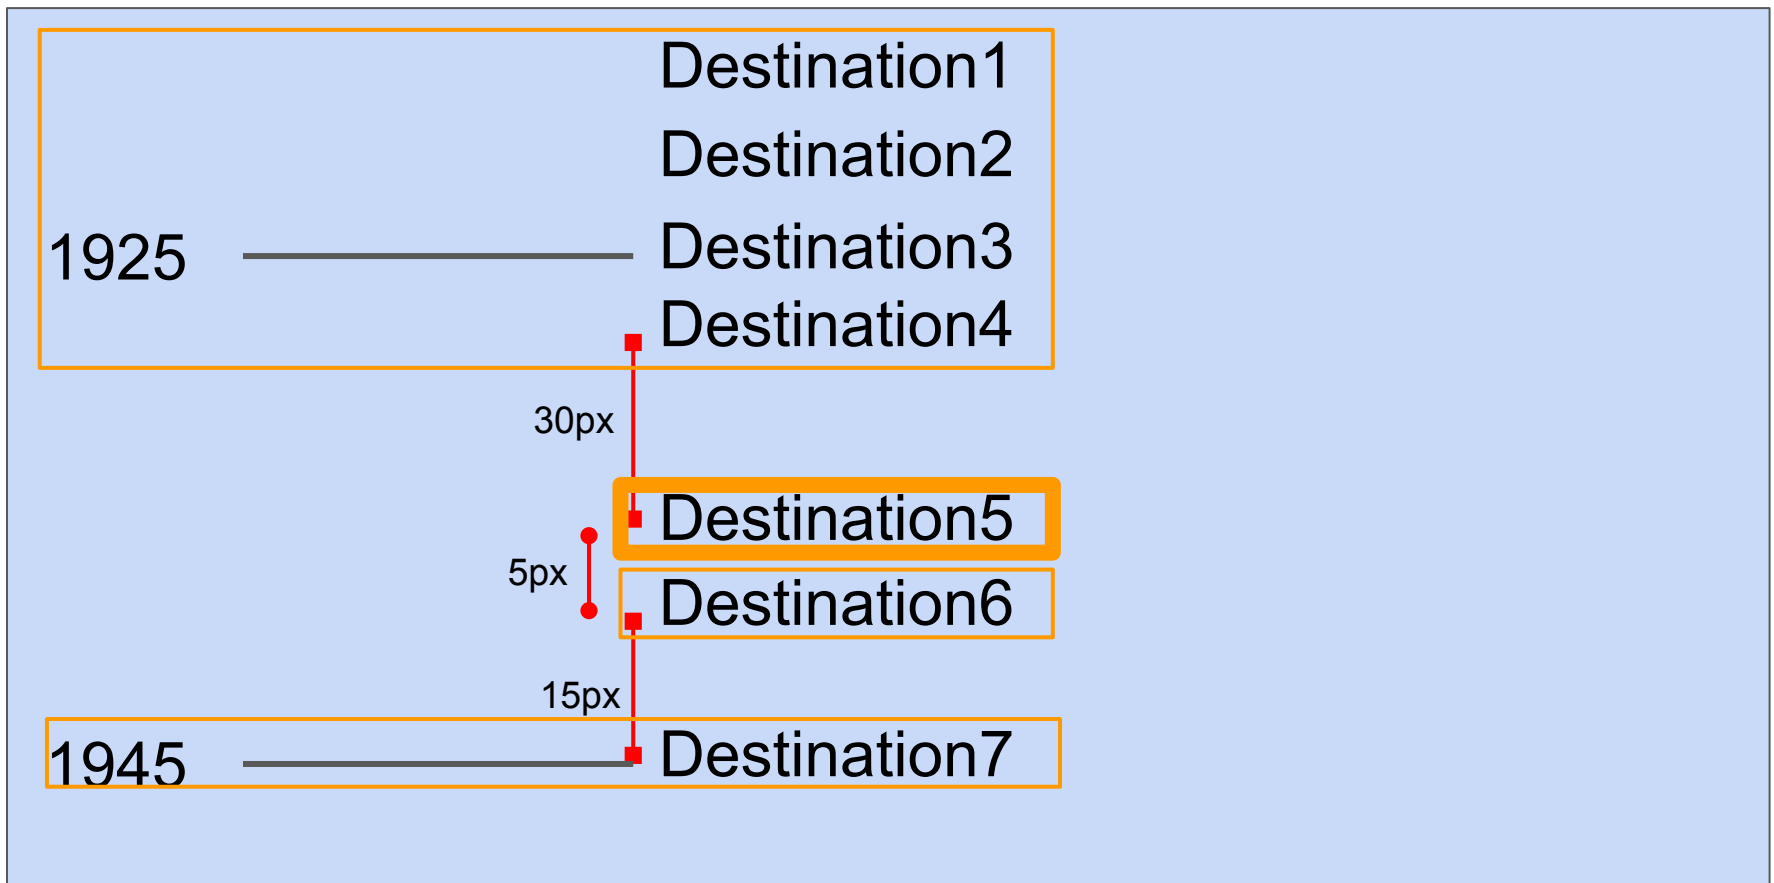 Destination1
Destination2
1925 Destination3
Destination4
30px
Destination5
5px
Destination6
15px
1945 Destination7